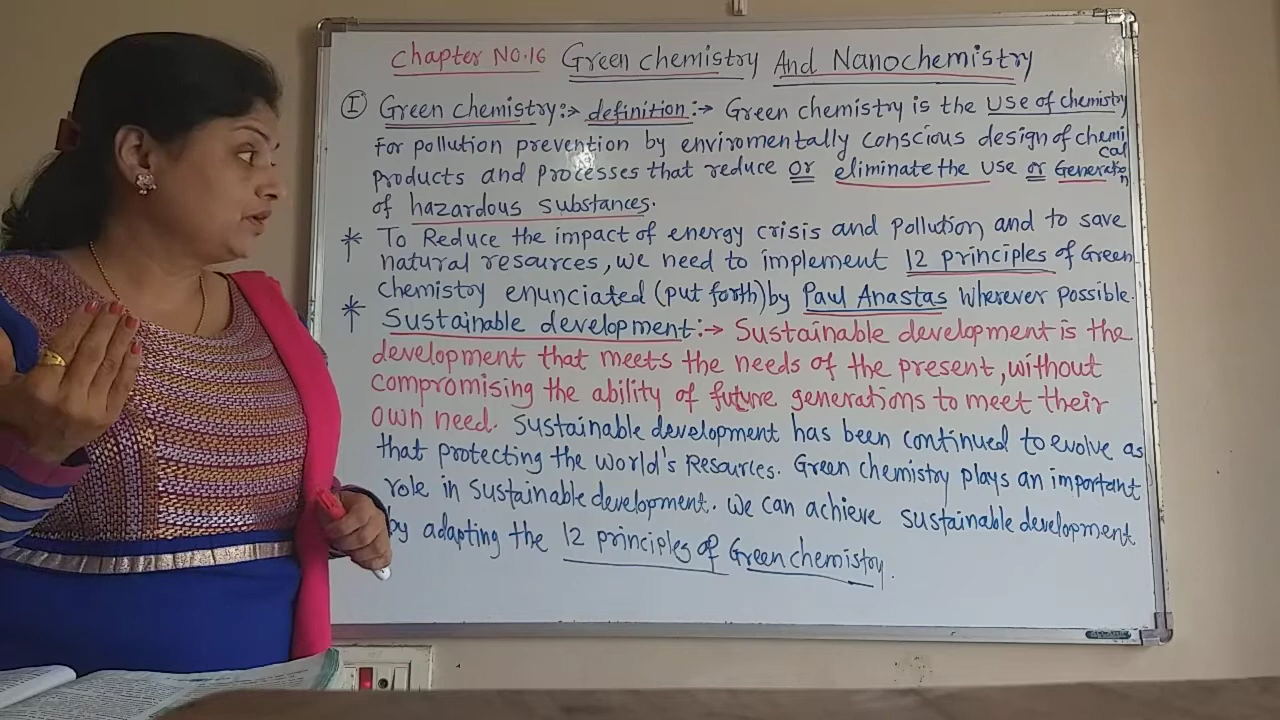 Chapter No.16 Green chemistry And Nanochemistry
I Green chemistry:→ definition:→ Green chemistry is the use of chemistry
For pollution prevention by enviromentally conscious design of chemical
products and processes that reduce or eliminate the use or Generation
of hazardous substances.
* To Reduce the impact of energy crisis and pollution and to save
natural resources, we need to implement 12 principles of Green
chemistry enunciated (put forth) by Paul Anastas wherever possible.
* Sustainable development:→ Sustainable development is the
development that meets the needs of the present, without
compromising the ability of future generations to meet their
own need. Sustainable development has been continued to evolve as
that protecting the world's Resources. Green chemistry plays an important
role in sustainable development. We can achieve sustainable development
by adapting the 12 principles of Green chemistry.